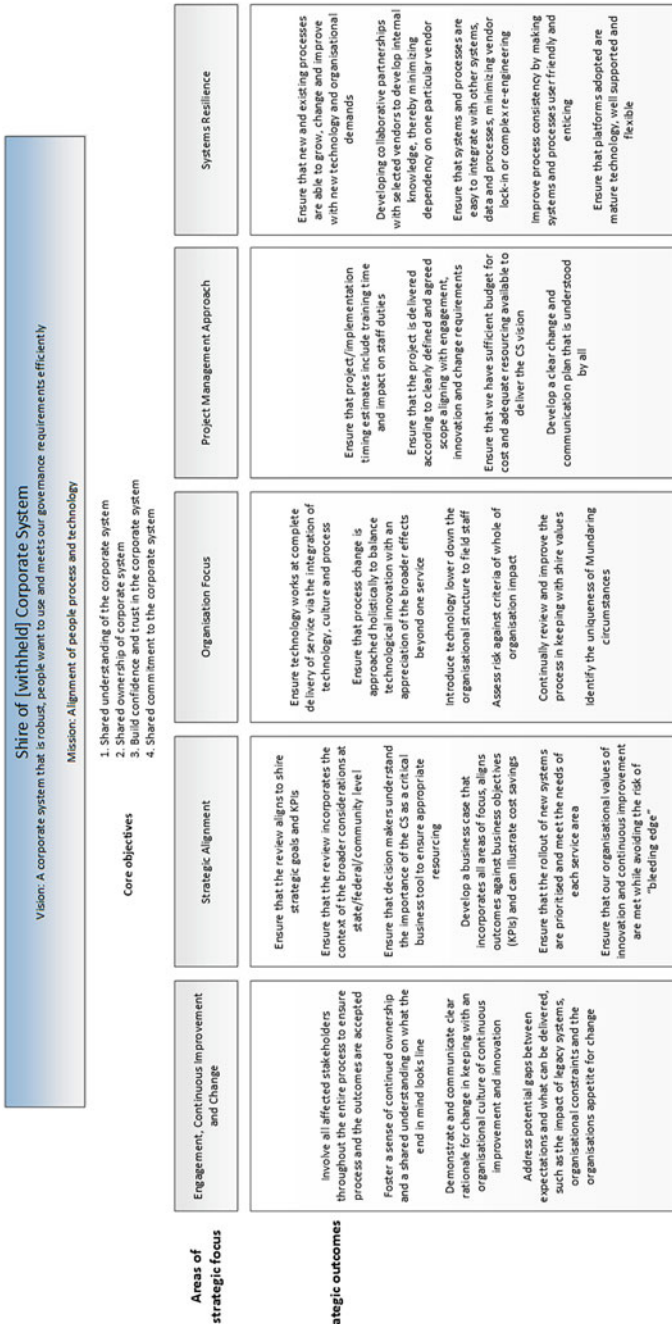 Shire of [withheld] Corporate System
Vision: A corporate system that is robust, people want to use and meets our governance requirements efficiently
Mission: Alignment of people process and technology
Core objectives
1. Shared understanding of the corporate system
2. Shared ownership of corporate system
3. Build confidence and trust in the corporate system
4. Shared commitment to the corporate system
Areas of
strategic focus
Engagement, Continuous Improvement
and Change
Strategic Alignment
Organisation Focus
Project Management Approach
Systems Resilience
ategic outcomes
Involve all affected stakeholders
throughout the entire process to ensure
process and the outcomes are accepted
Foster a sense of continued ownership
and a shared understanding on what the
end in mind looks line
Demonstrate and communicate clear
rationale for change in keeping with an
organisational culture of continuous
improvement and innovation
Address potential gaps between
expectations and what can be delivered,
such as the impact of legacy systems,
organisational constraints and the
organisations appetite for change
Ensure that the review aligns to shire
strategic goals and KPIs
Ensure that the review incorporates the
context of the broader considerations at
state/federal/community level
Ensure that decision makers understand
the importance of the CS as a critical
business tool to ensure appropriate
resourcing
Develop a business case that
incorporates all areas of focus, aligns
outcomes against business objectives
(KPIs) and can Illustrate cost savings
Ensure that the rollout of new systems
are prioritised and meet the needs of
each service area
Ensure that our organisational values of
innovation and continuous improvement
are met while avoiding the risk of
"bleeding edge"
Ensure technology works at complete
delivery of service via the integration of
technology, culture and process
Ensure that process change is
approached holistically to balance
technological innovation with an
appreciation of the broader effects
beyond one service
Introduce technology lower down the
organisational structure to field staff
Assess risk against criteria of whole of
organisation impact
Continually review and improve the
process in keeping with shire values
Identify the uniqueness of Mundaring
circumstances
Ensure that project/implementation
timing estimates include training time
and impact on staff duties
Ensure that the project is delivered
according to clearly defined and agreed
scope aligning with engagement,
innovation and change requirements
Ensure that we have sufficient budget for
cost and adequate resourcing available to
deliver the CS vision
Develop a clear change and
communication plan that is understood
by all
Ensure that new and existing processes
are able to grow, change and improve
with new technology and organisational
demands
Developing collaborative partnerships
with selected vendors to develop internal
knowledge, thereby minimizing
dependency on one particular vendor
Ensure that systems and processes are
easy to integrate with other systems,
data and processes, minimizing vendor
lock-in or complex re-engineering
Improve process consistency by making
systems and processes user friendly and
enticing
Ensure that platforms adopted are
mature technology, well supported and
flexible